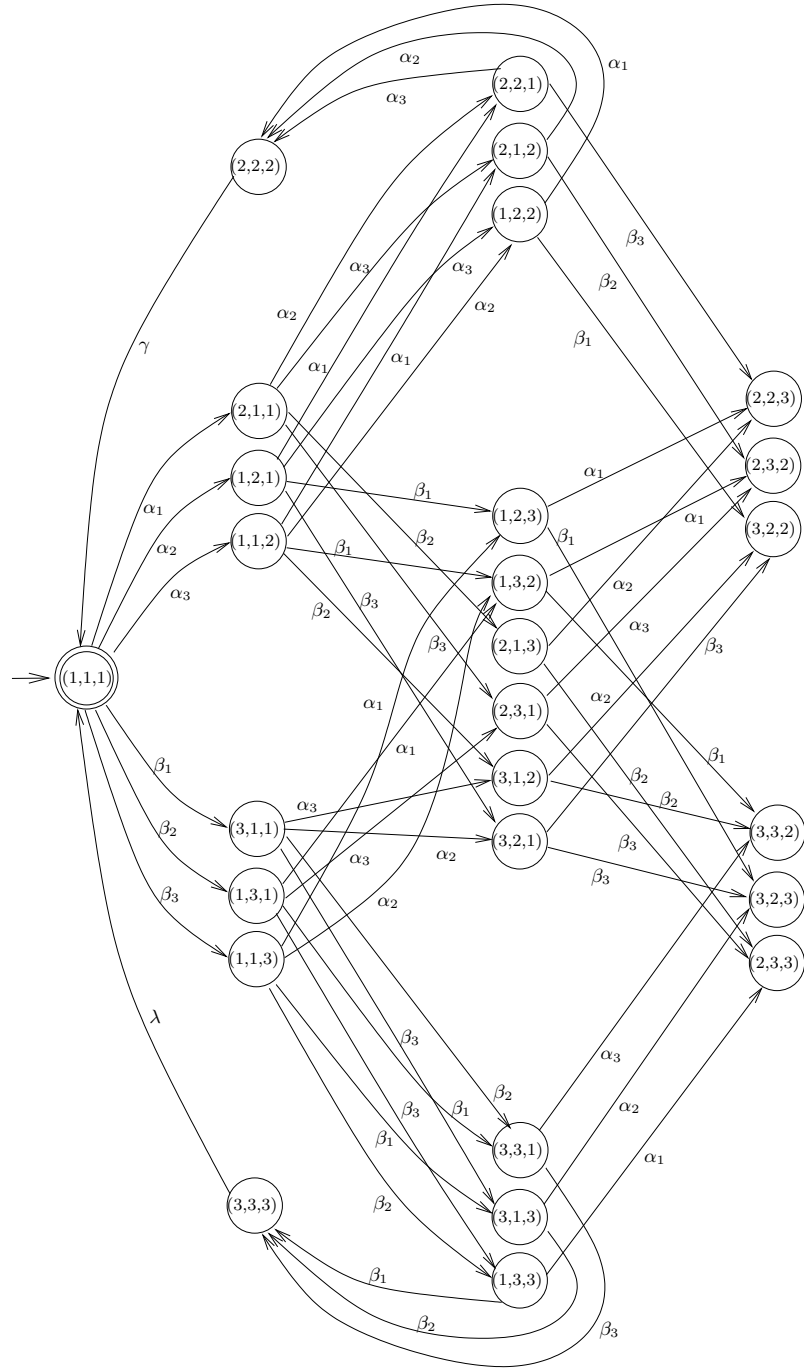 α₁
α₂
(2,2,1)
α₃
(2,1,2)
(2,2,2)
(1,2,2)
β₃
α₃
α₃
β₂
α₂
α₂
β₁
γ
α₁
α₁
(2,2,3)
(2,1,1)
(2,3,2)
(1,2,1)
β₁
α₁
α₁
(1,2,3)
α₁
(3,2,2)
α₂
β₂
β₁
(1,1,2)
β₁
α₃
β₃
(1,3,2)
α₂
β₂
α₃
β₃
(2,1,3)
β₃
(1,1,1)
α₂
α₁
(2,3,1)
α₁
β₁
β₁
(3,1,2)
β₂
β₂
α₃
(3,1,1)
(3,3,2)
β₂
(3,2,1)
β₃
α₃
α₂
β₃
β₃
(1,3,1)
α₂
(3,2,3)
(1,1,3)
(2,3,3)
λ
β₃
α₃
β₂
β₃
β₁
α₂
β₁
(3,3,1)
α₁
β₂
(3,3,3)
(3,1,3)
β₁
(1,3,3)
β₂
β₃